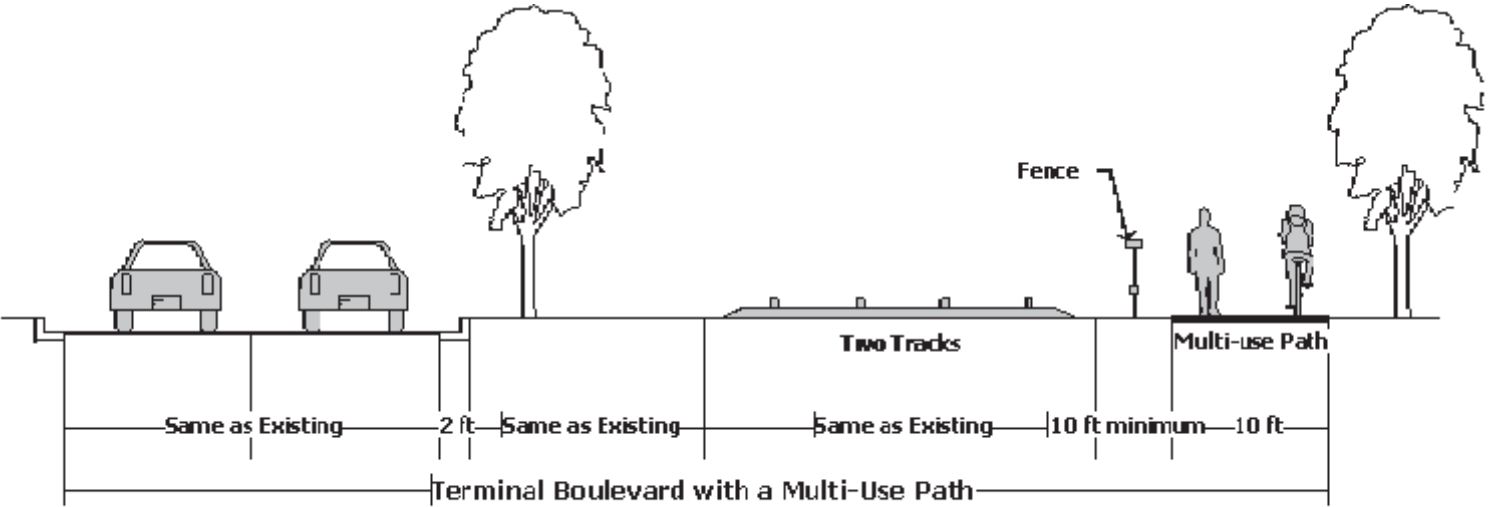 Fence
Two Tracks
Multi-use Path
Same as Existing
2 ft
Same as Existing
Same as Existing
10 ft minimum
10 ft
Terminal Boulevard with a Multi-Use Path